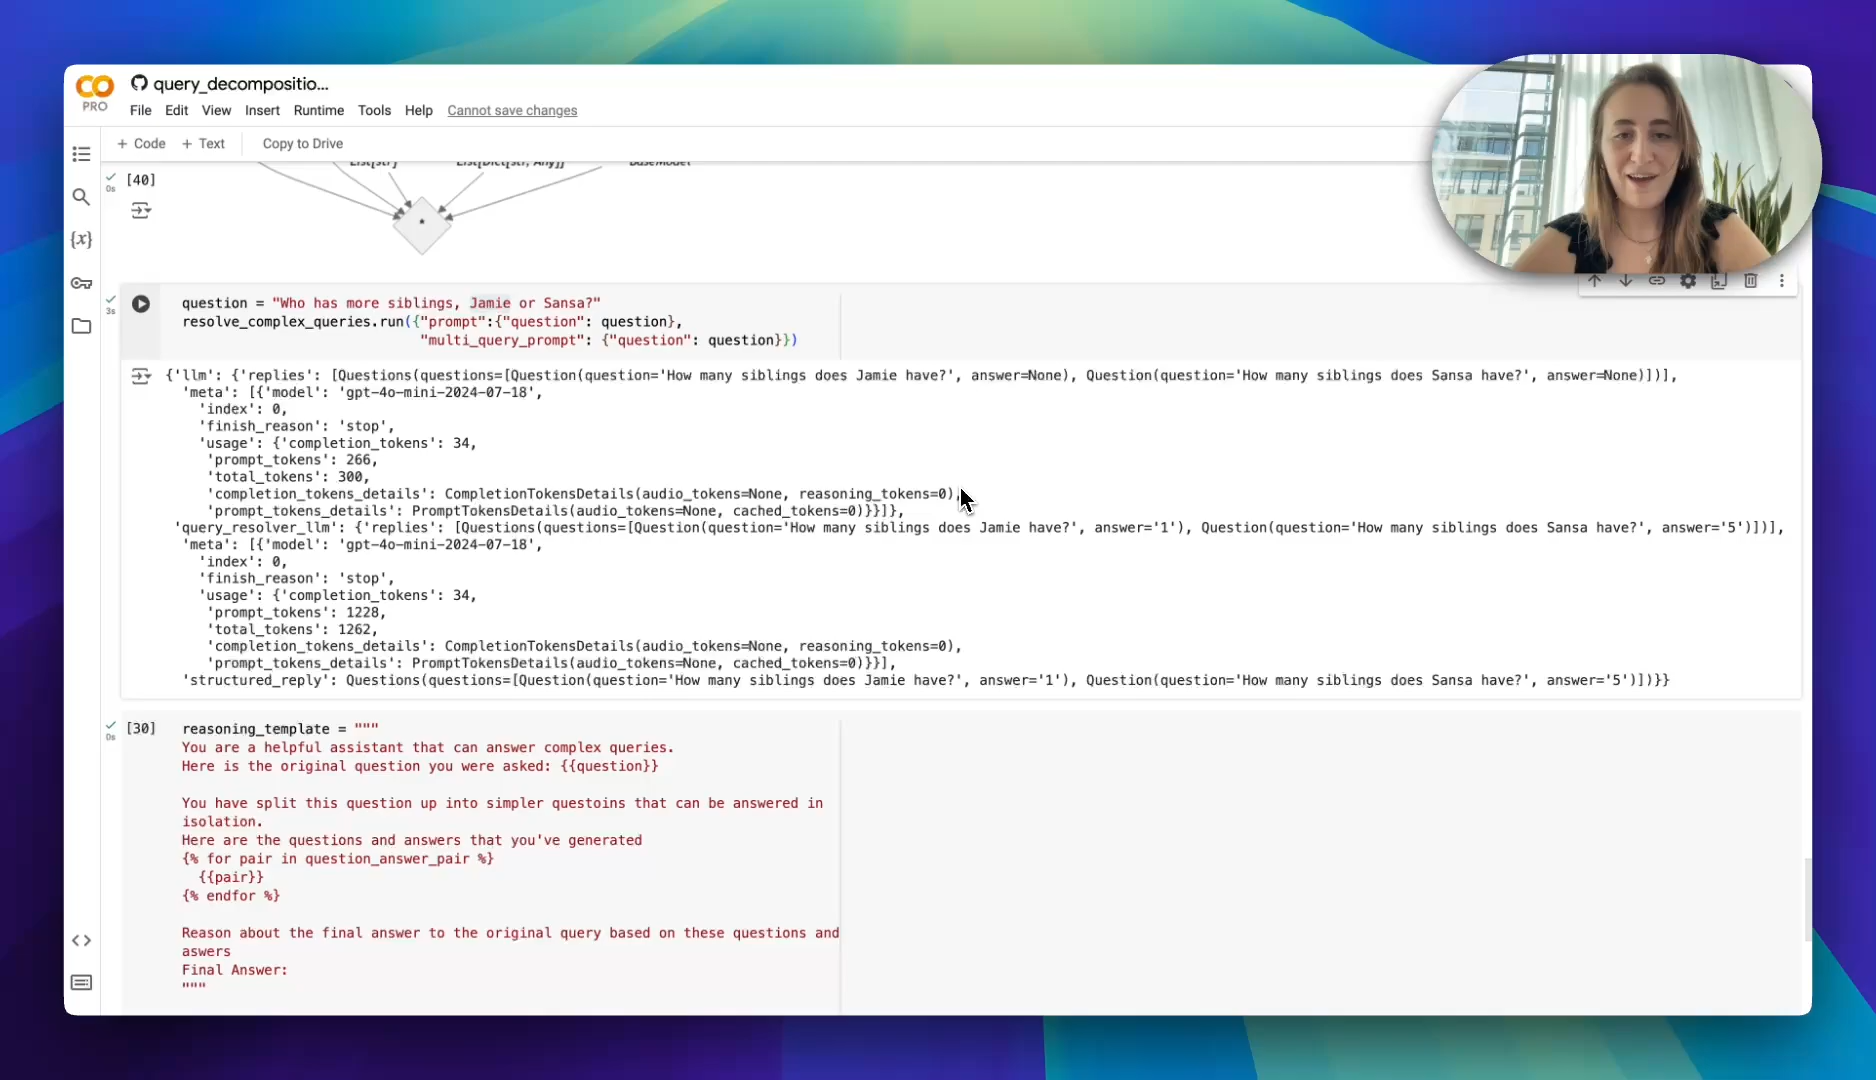 CO
PRO
query_decompositio...
File Edit View Insert Runtime Tools Help Cannot save changes
+ Code + Text Copy to Drive
List[str] List[Dict[str, Any]] BaseModel
0s [40]
*
{x}
3s
question = "Who has more siblings, Jamie or Sansa?"
resolve_complex_queries.run({"prompt":{"question": question},
"multi_query_prompt": {"question": question}})
{'llm': {'replies': [Questions(questions=[Question(question='How many siblings does Jamie have?', answer=None), Question(question='How many siblings does Sansa have?', answer=None)])],
'meta': [{'model': 'gpt-4o-mini-2024-07-18',
'index': 0,
'finish_reason': 'stop',
'usage': {'completion_tokens': 34,
'prompt_tokens': 266,
'total_tokens': 300,
'completion_tokens_details': CompletionTokensDetails(audio_tokens=None, reasoning_tokens=0),
'prompt_tokens_details': PromptTokensDetails(audio_tokens=None, cached_tokens=0)}}]},
'query_resolver_llm': {'replies': [Questions(questions=[Question(question='How many siblings does Jamie have?', answer='1'), Question(question='How many siblings does Sansa have?', answer='5')])],
'meta': [{'model': 'gpt-4o-mini-2024-07-18',
'index': 0,
'finish_reason': 'stop',
'usage': {'completion_tokens': 34,
'prompt_tokens': 1228,
'total_tokens': 1262,
'completion_tokens_details': CompletionTokensDetails(audio_tokens=None, reasoning_tokens=0),
'prompt_tokens_details': PromptTokensDetails(audio_tokens=None, cached_tokens=0)}}],
'structured_reply': Questions(questions=[Question(question='How many siblings does Jamie have?', answer='1'), Question(question='How many siblings does Sansa have?', answer='5')])}}
0s [30] reasoning_template = """
You are a helpful assistant that can answer complex queries.
Here is the original question you were asked: {{question}}
You have split this question up into simpler questoins that can be answered in
isolation.
Here are the questions and answers that you've generated
{% for pair in question_answer_pair %}
{{pair}}
{% endfor %}
Reason about the final answer to the original query based on these questions and
aswers
Final Answer:
"""